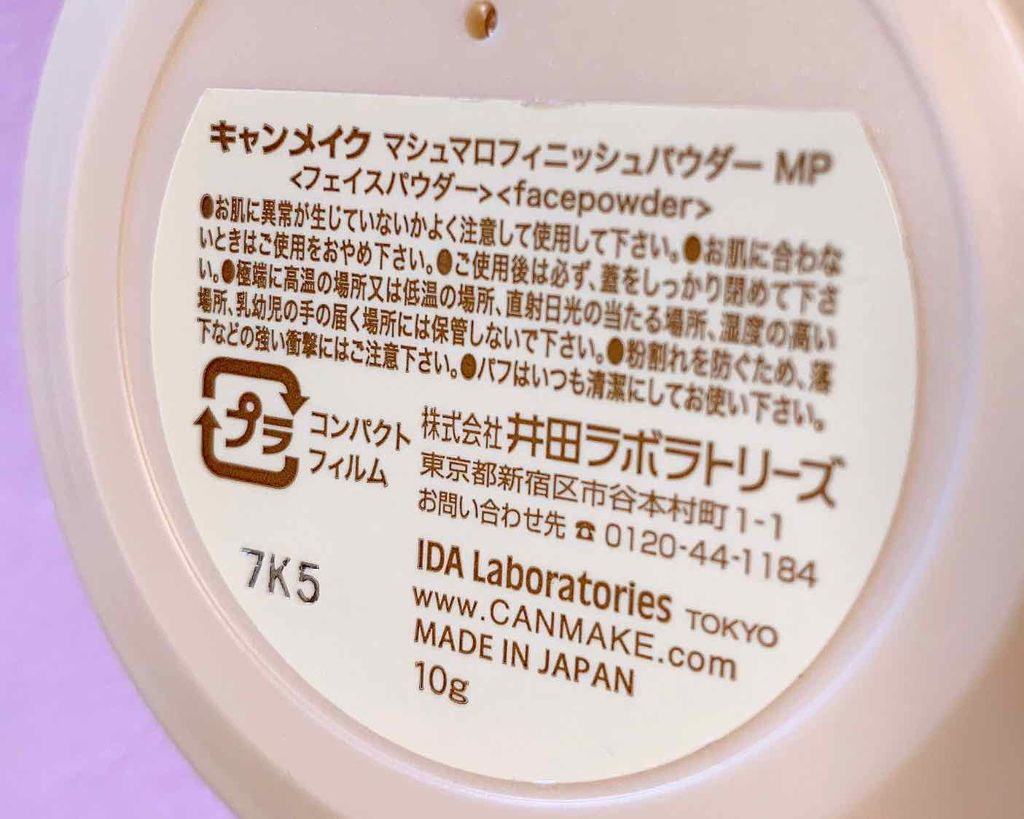 キャンメイク マシュマロフィニッシュパウダー MP
<フェイスパウダー><facepowder>
●お肌に異常が生じていないかよく注意して使用して下さい。●お肌に合わな
いときはご使用をおやめ下さい。●ご使用後は必ず、蓋をしっかり閉めて下さ
い。●極端に高温の場所又は低温の場所、直射日光の当たる場所、湿度の高い
場所、乳幼児の手の届く場所には保管しないで下さい。●粉割れを防ぐため、落
下などの強い衝撃にはご注意下さい。●パフはいつも清潔にしてお使い下さい。
プラ
コンパクト
フィルム
株式会社 井田ラボラトリーズ
東京都新宿区市谷本村町1-1
お問い合わせ先 ☎ 0120-44-1184
IDA Laboratories TOKYO
www.CANMAKE.com
MADE IN JAPAN
10g
7K5